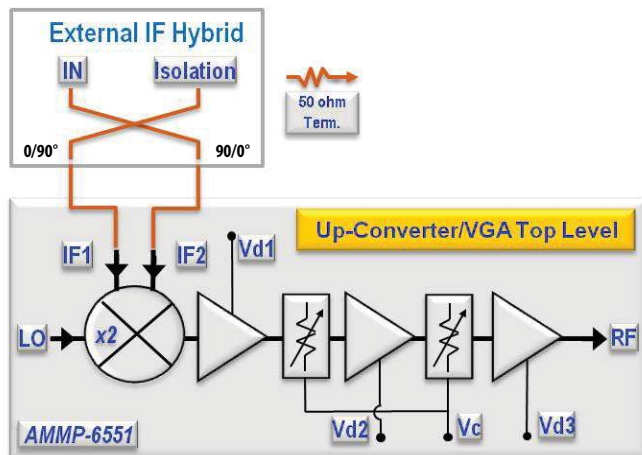 External IF Hybrid
IN
Isolation
50 ohm
Term.
0/90°
90/0°
Up-Converter/VGA Top Level
IF1
IF2
Vd1
LO
x2
RF
AMMP-6551
Vd2
Vc
Vd3